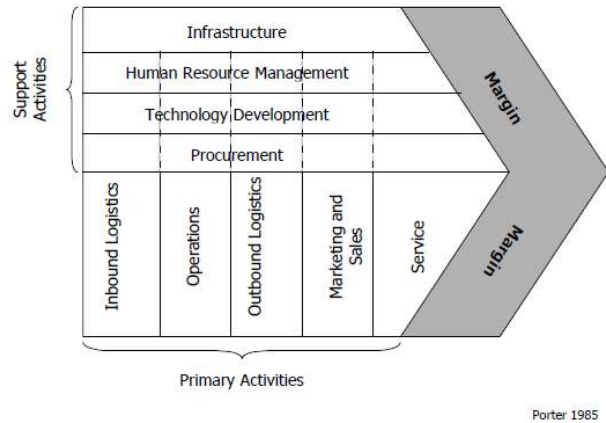 Support
Activities
Infrastructure
Human Resource Management
Technology Development
Procurement
Inbound Logistics
Operations
Outbound Logistics
Marketing and
Sales
Service
Margin
Margin
Primary Activities
Porter 1985